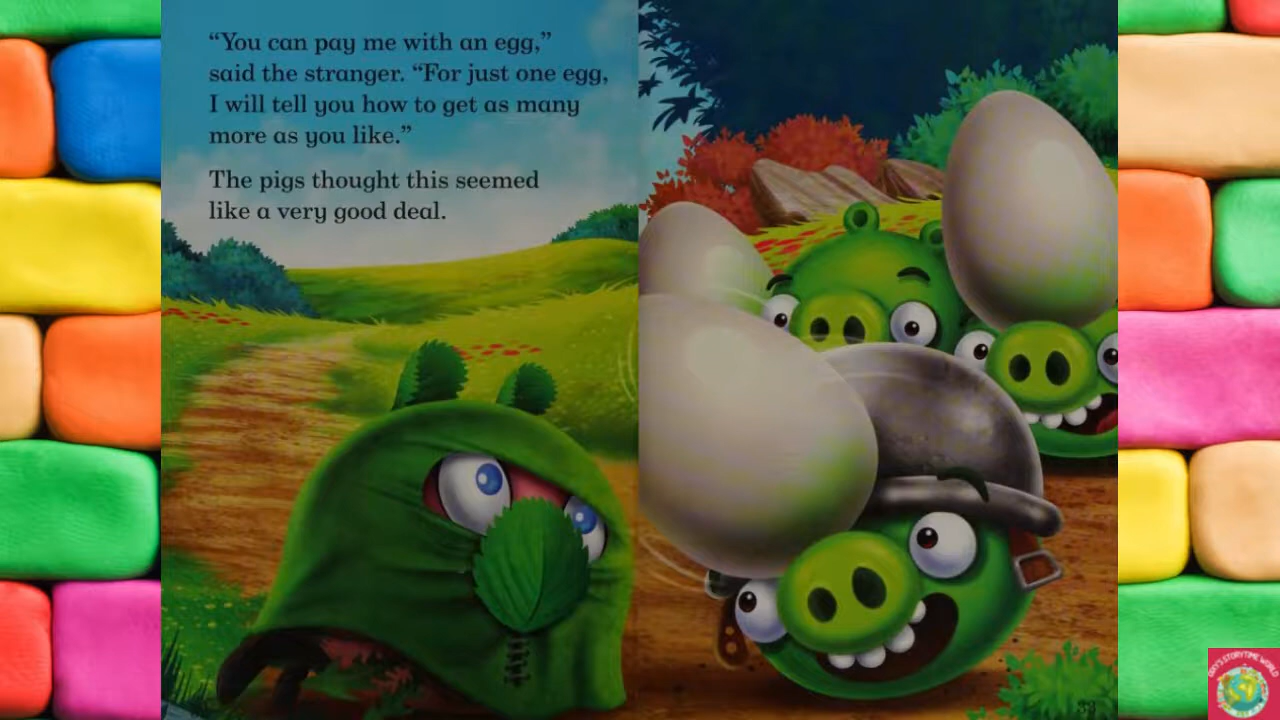 “You can pay me with an egg,”
said the stranger. “For just one egg,
I will tell you how to get as many
more as you like.”
The pigs thought this seemed
like a very good deal.